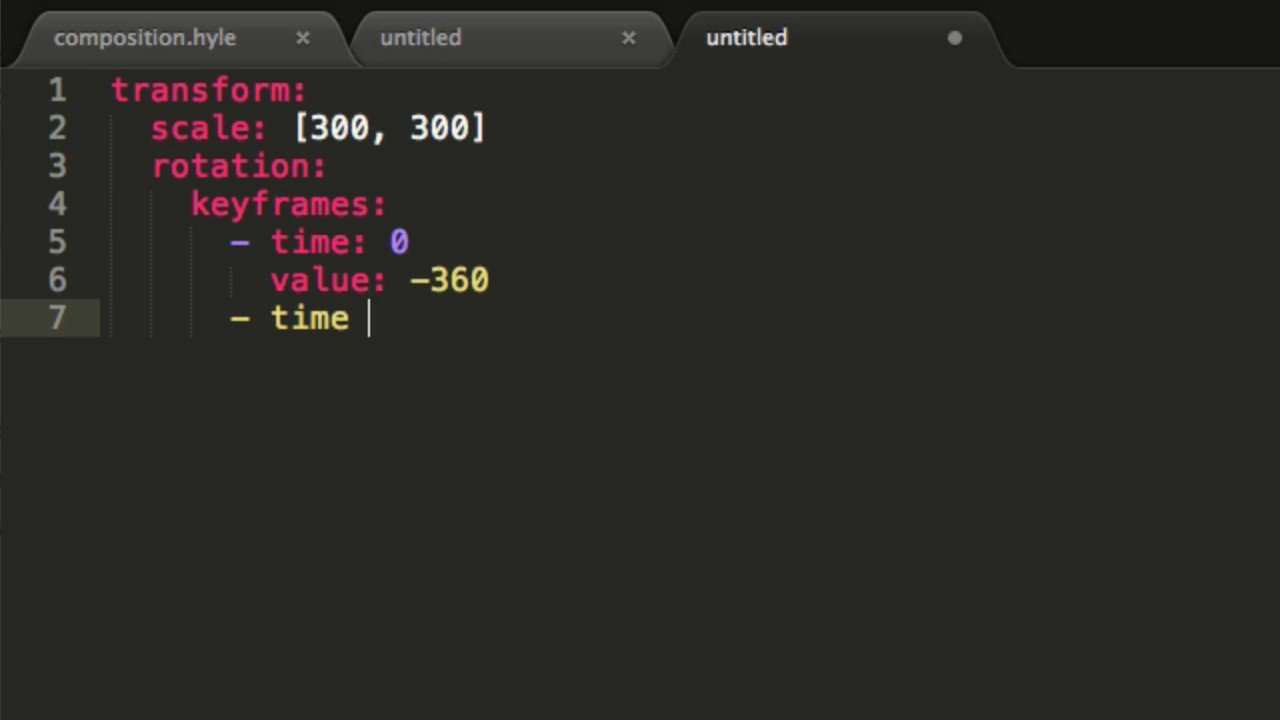 composition.hyle × untitled × untitled
1 transform:
2 scale: [300, 300]
3 rotation:
4 keyframes:
5 - time: 0
6 value: -360
7 - time